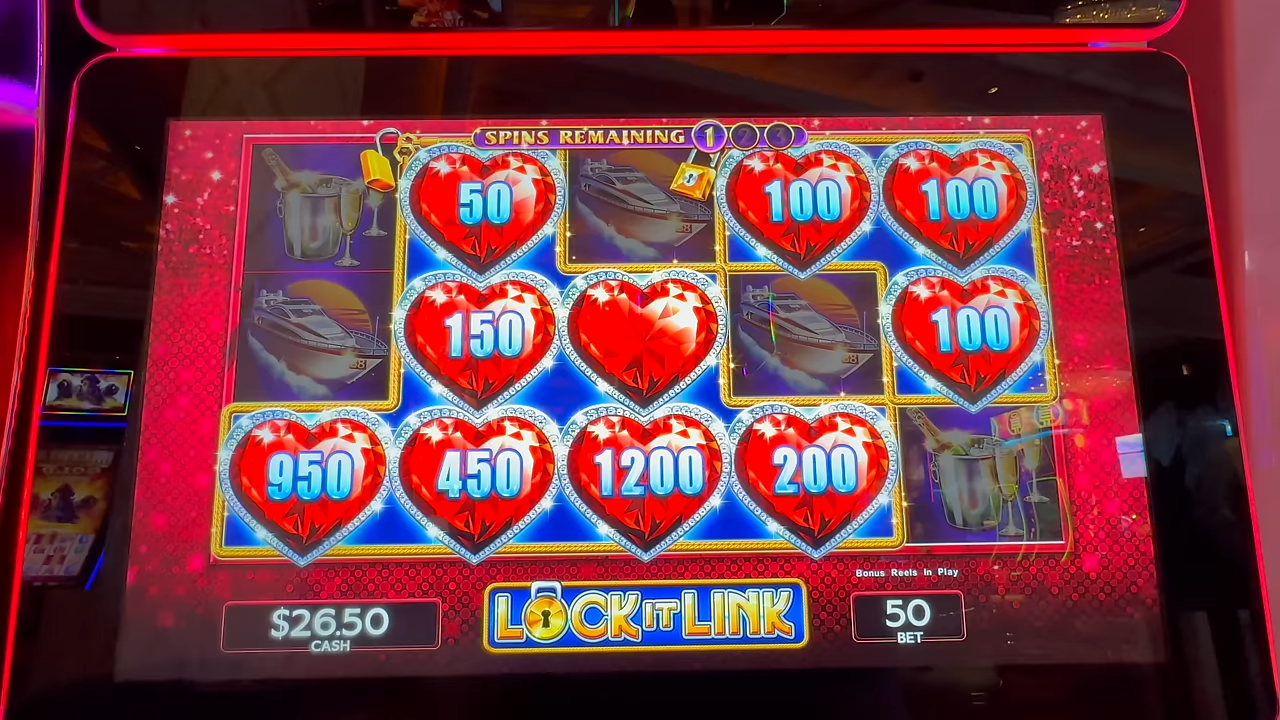 SPINS REMAINING 1 2 3
50 100 100
150 100
950 450 1200 200
Bonus Reels In Play
$26.50
CASH
LOCK IT LINK
50
BET